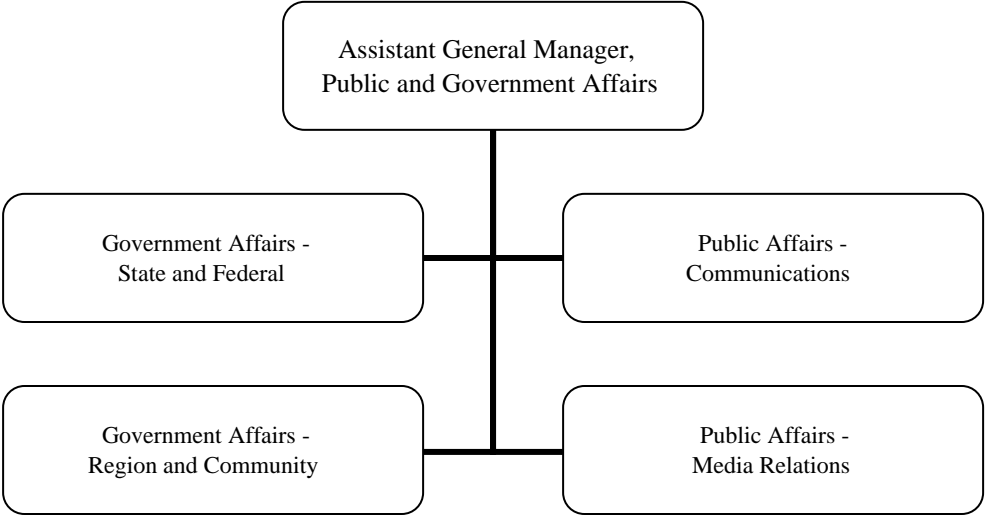 Assistant General Manager,
Public and Government Affairs
Government Affairs -
State and Federal
Public Affairs -
Communications
Government Affairs -
Region and Community
Public Affairs -
Media Relations